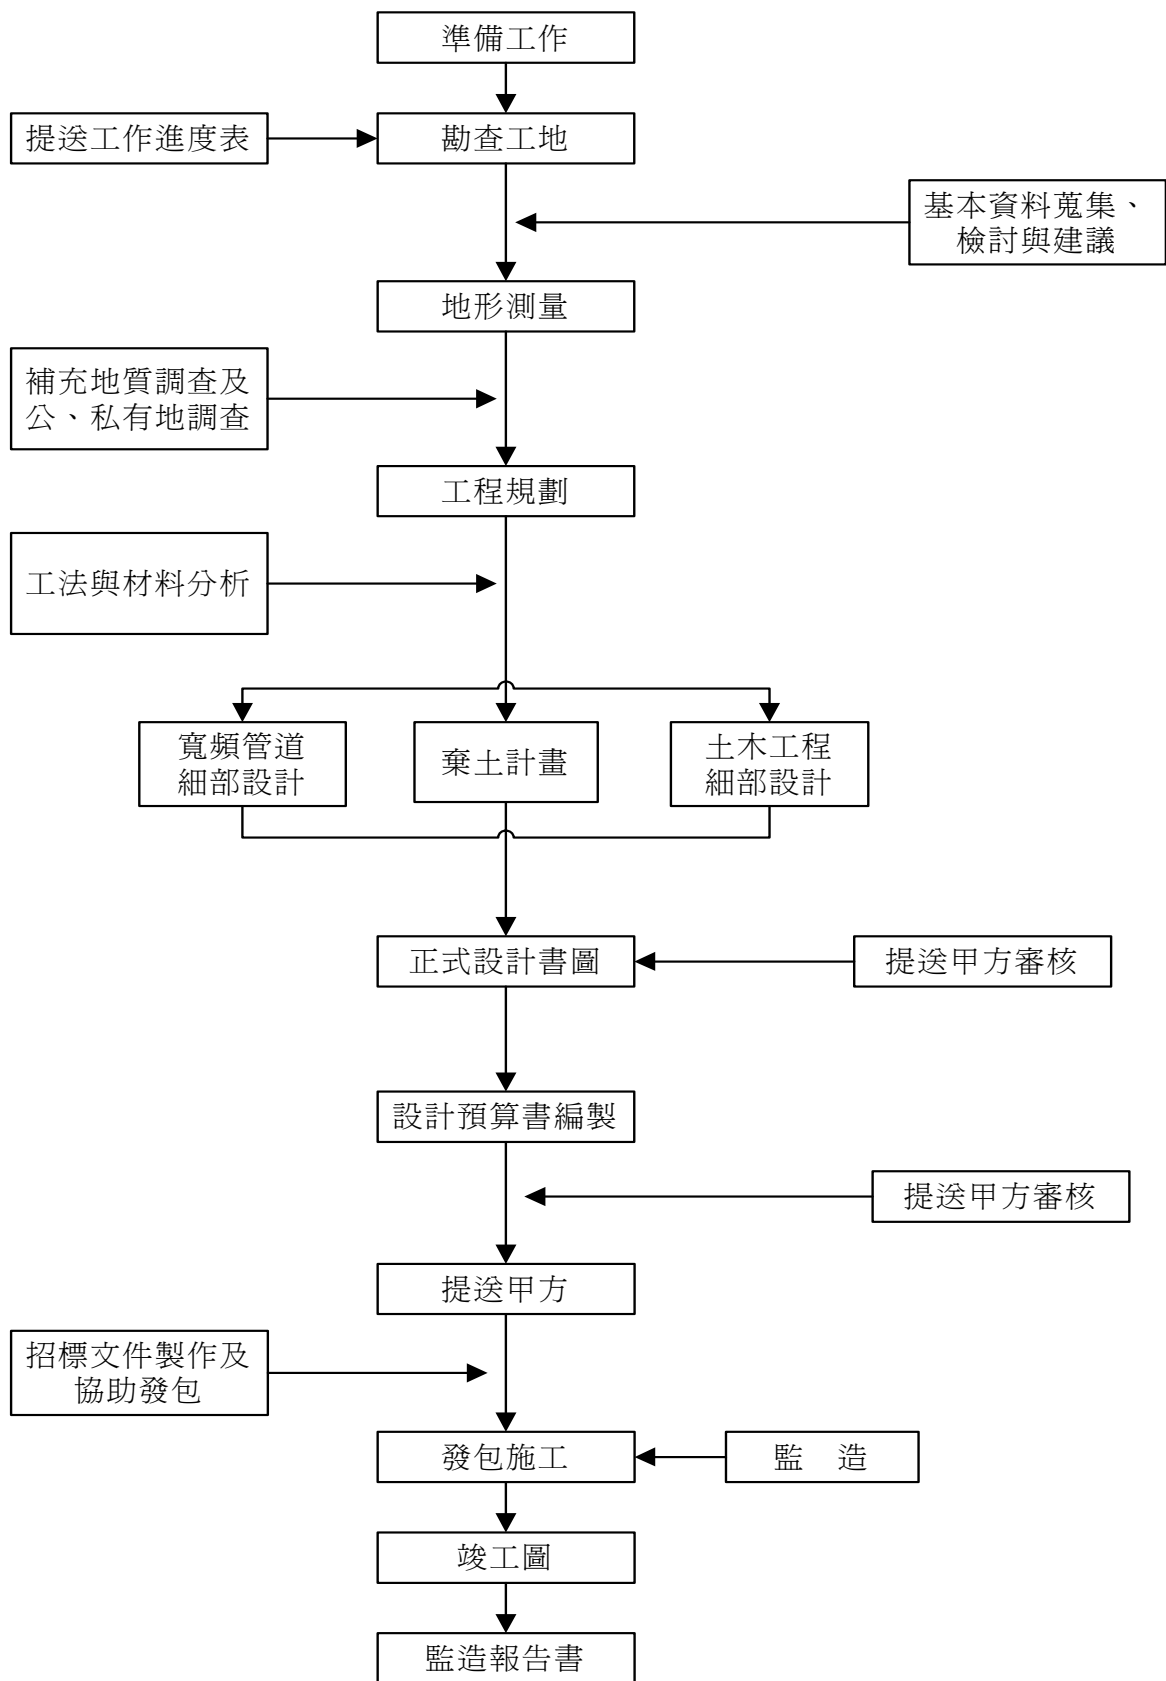 準備工作
提送工作進度表
勘查工地
基本資料蒐集、
檢討與建議
地形測量
補充地質調查及
公、私有地調查
工程規劃
工法與材料分析
寬頻管道
細部設計
棄土計畫
土木工程
細部設計
正式設計書圖
提送甲方審核
設計預算書編製
提送甲方審核
提送甲方
招標文件製作及
協助發包
發包施工
監　造
竣工圖
監造報告書